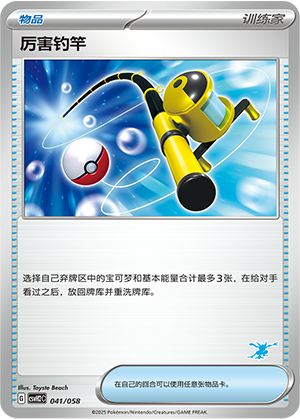 物品
训练家
厉害钓竿
选择自己弃牌区中的宝可梦和基本能量合计最多3张，在给对手
看过之后，放回牌库并重洗牌库。
Illus. Toyste Beach
G
041/058
在自己的回合可以使用任意张物品卡。
©2025 Pokémon/Nintendo/Creatures/GAME FREAK.